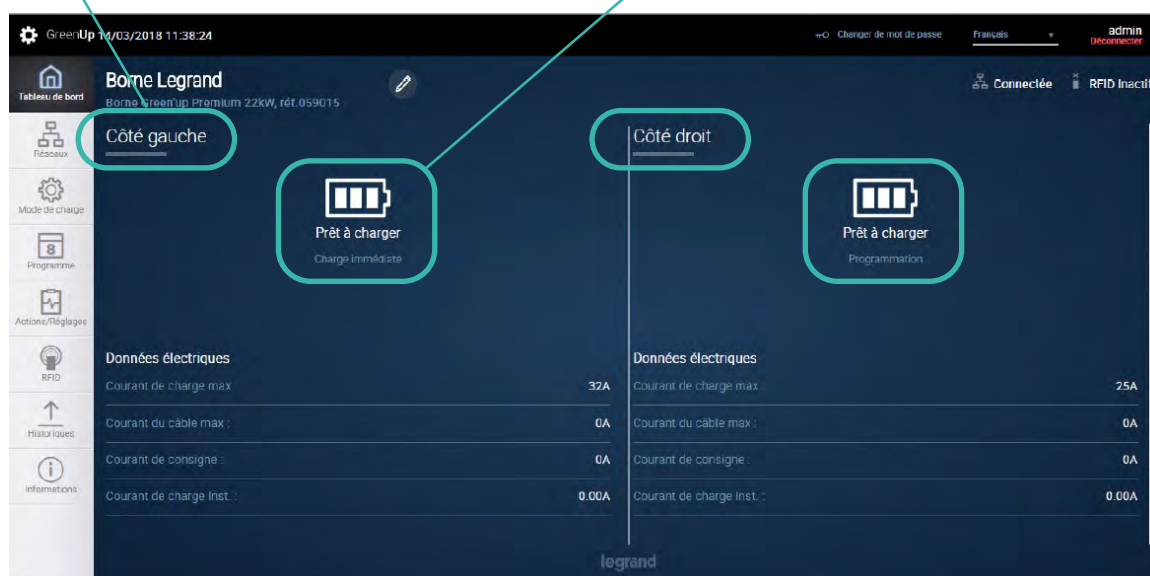 GreenUp 14/03/2018 11:38:24
Changer de mot de passe
Français
admin
Déconnecter
Tableau de bord
Borne Legrand
Borne Green'up Premium 22kW, réf.059015
Connectée
RFID Inactif
Réseaux
Mode de charge
8
Programme
Actions/Réglages
RFID
Historiques
Informations
Côté gauche
Prêt à charger
Charge immédiate
Données électriques
Courant de charge max : 32A
Courant du câble max : 0A
Courant de consigne : 0A
Courant de charge Inst. : 0.00A
Côté droit
Prêt à charger
Programmation
Données électriques
Courant de charge max : 25A
Courant du câble max : 0A
Courant de consigne : 0A
Courant de charge Inst. : 0.00A
legrand